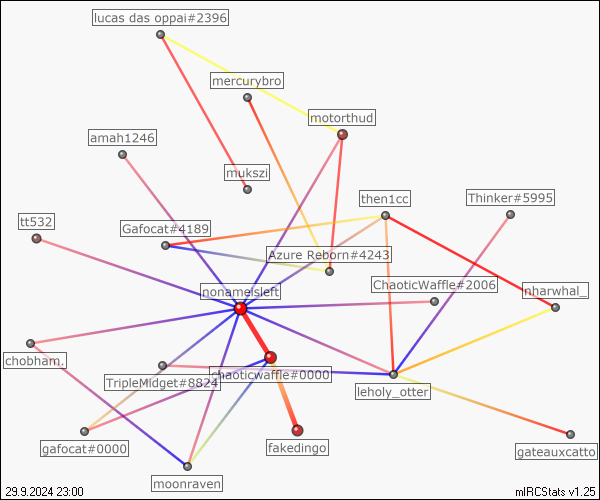 lucas das oppai#2396
mercurybro
motorthud
amah1246
mukszi
then1cc
Thinker#5995
tt532
Gafocat#4189
Azure Reborn#4243
ChaoticWaffle#2006
nonameisleft
nharwhal_
chobham.
chaoticwaffle#0000
TripleMidget#8824
leholy_otter
gafocat#0000
fakedingo
gateauxcatto
moonraven
29.9.2024 23:00
mIRCStats v1.25